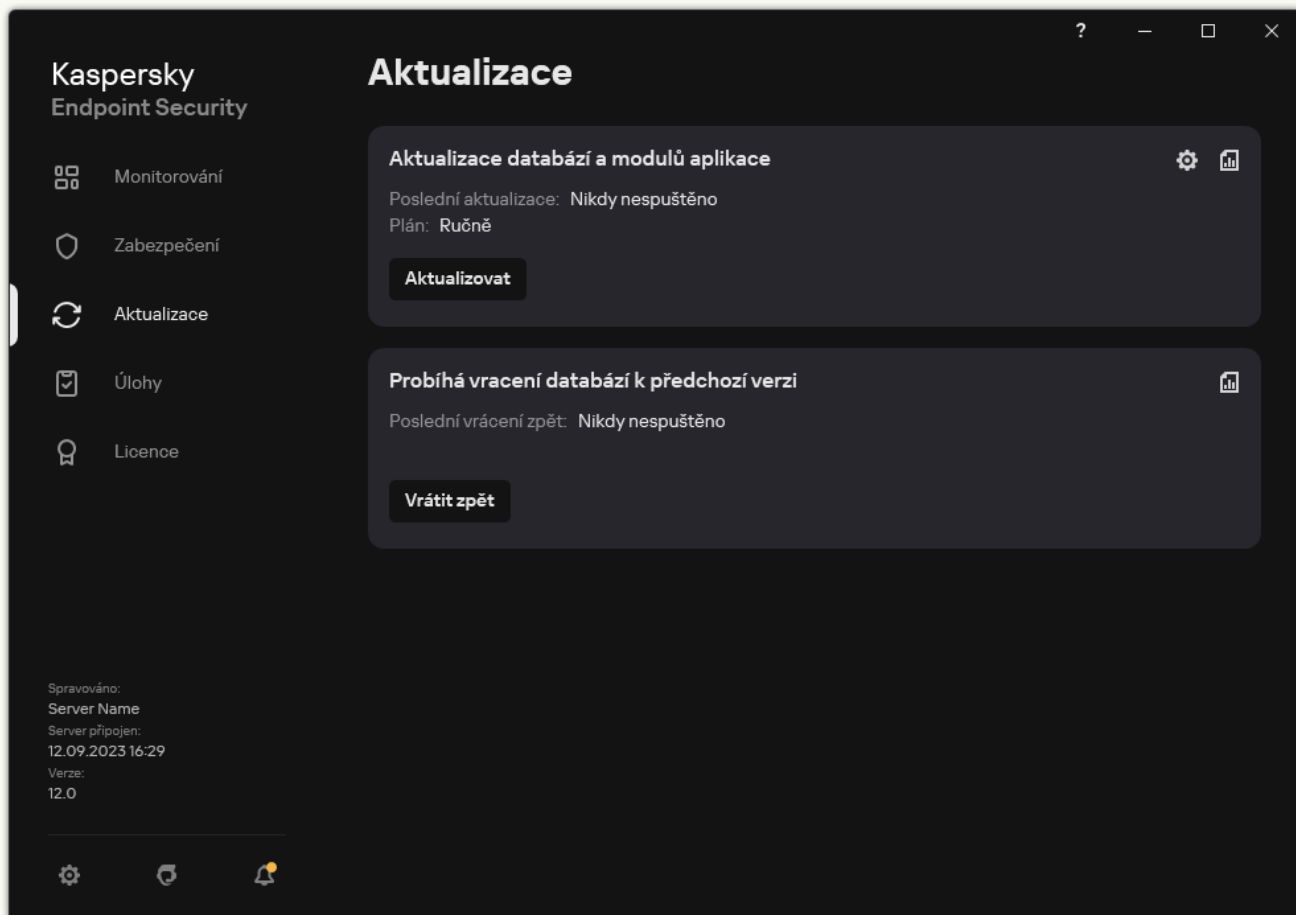 ?
Kaspersky
Endpoint Security
Monitorování
Zabezpečení
Aktualizace
Úlohy
Licence
Spravováno:
Server Name
Server připojen:
12.09.2023 16:29
Verze:
12.0
Aktualizace
Aktualizace databází a modulů aplikace
Poslední aktualizace: Nikdy nespuštěno
Plán: Ručně
Aktualizovat
Probíhá vracení databází k předchozí verzi
Poslední vrácení zpět: Nikdy nespuštěno
Vrátit zpět